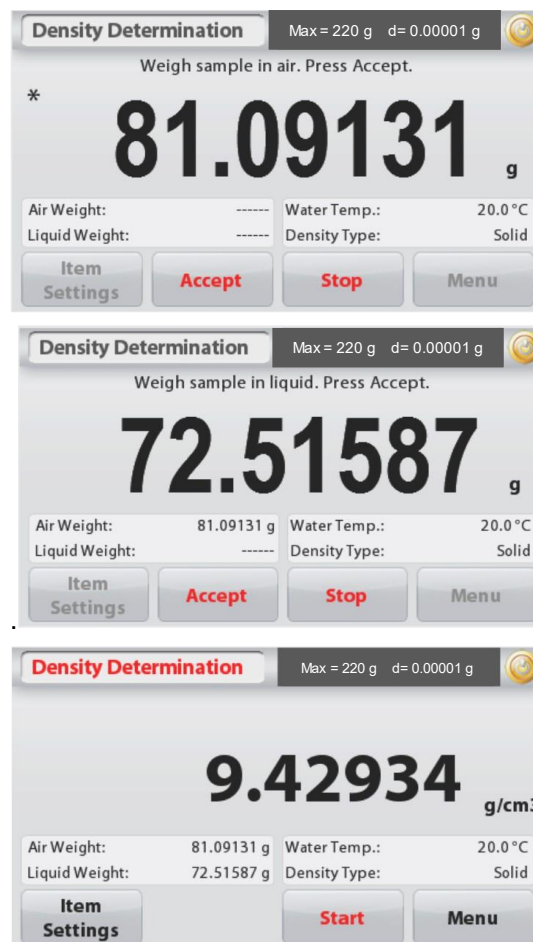 Density Determination Max = 220 g d= 0.00001 g
Weigh sample in air. Press Accept.
*
81.09131 g
Air Weight: ------ Water Temp.: 20.0°C
Liquid Weight: ------ Density Type: Solid
Item Settings Accept Stop Menu
Density Determination Max = 220 g d= 0.00001 g
Weigh sample in liquid. Press Accept.
72.51587 g
Air Weight: 81.09131 g Water Temp.: 20.0°C
Liquid Weight: ------ Density Type: Solid
Item Settings Accept Stop Menu
.
Density Determination Max = 220 g d= 0.00001 g
9.42934 g/cm3
Air Weight: 81.09131 g Water Temp.: 20.0°C
Liquid Weight: 72.51587 g Density Type: Solid
Item Settings Start Menu